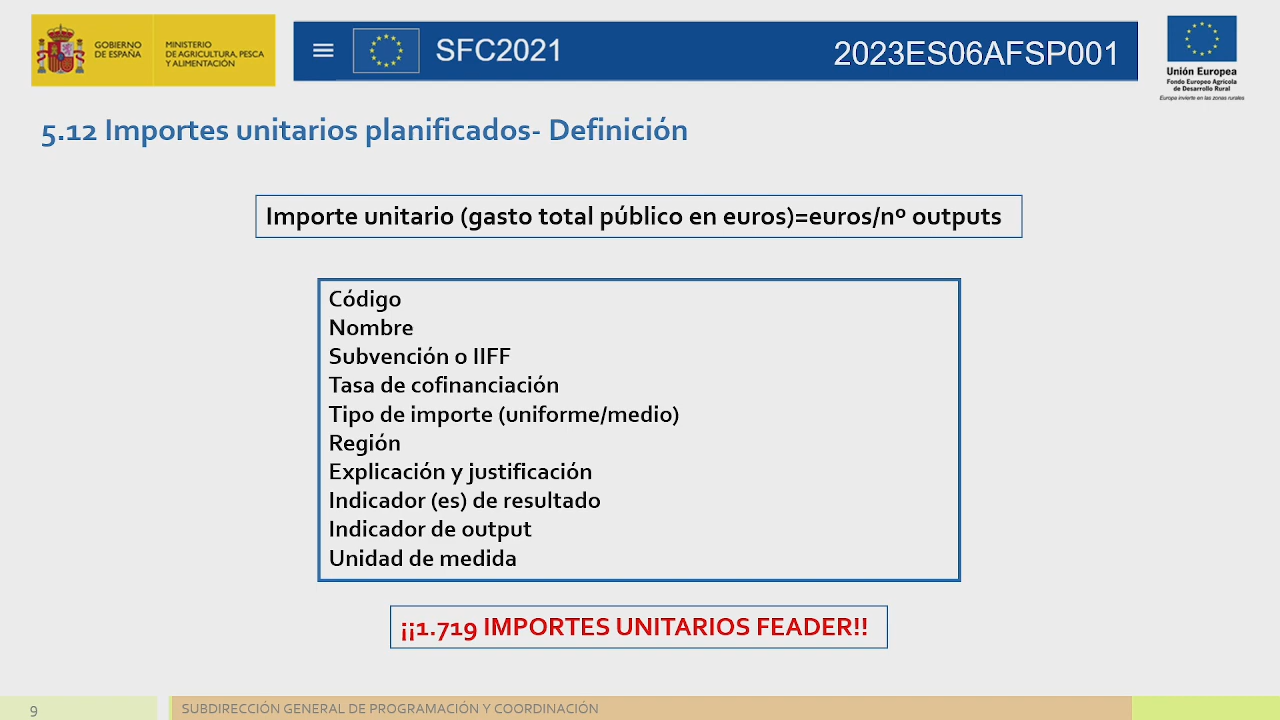 GOBIERNO
DE ESPAÑA
MINISTERIO
DE AGRICULTURA, PESCA
Y ALIMENTACIÓN
SFC2021
2023ES06AFSP001
Unión Europea
Fondo Europeo Agrícola
de Desarrollo Rural
Europa invierte en las zonas rurales
5.12 Importes unitarios planificados- Definición
Importe unitario (gasto total público en euros)=euros/nº outputs
Código
Nombre
Subvención o IIFF
Tasa de cofinanciación
Tipo de importe (uniforme/medio)
Región
Explicación y justificación
Indicador (es) de resultado
Indicador de output
Unidad de medida
¡¡1.719 IMPORTES UNITARIOS FEADER!!
9
SUBDIRECCIÓN GENERAL DE PROGRAMACIÓN Y COORDINACIÓN